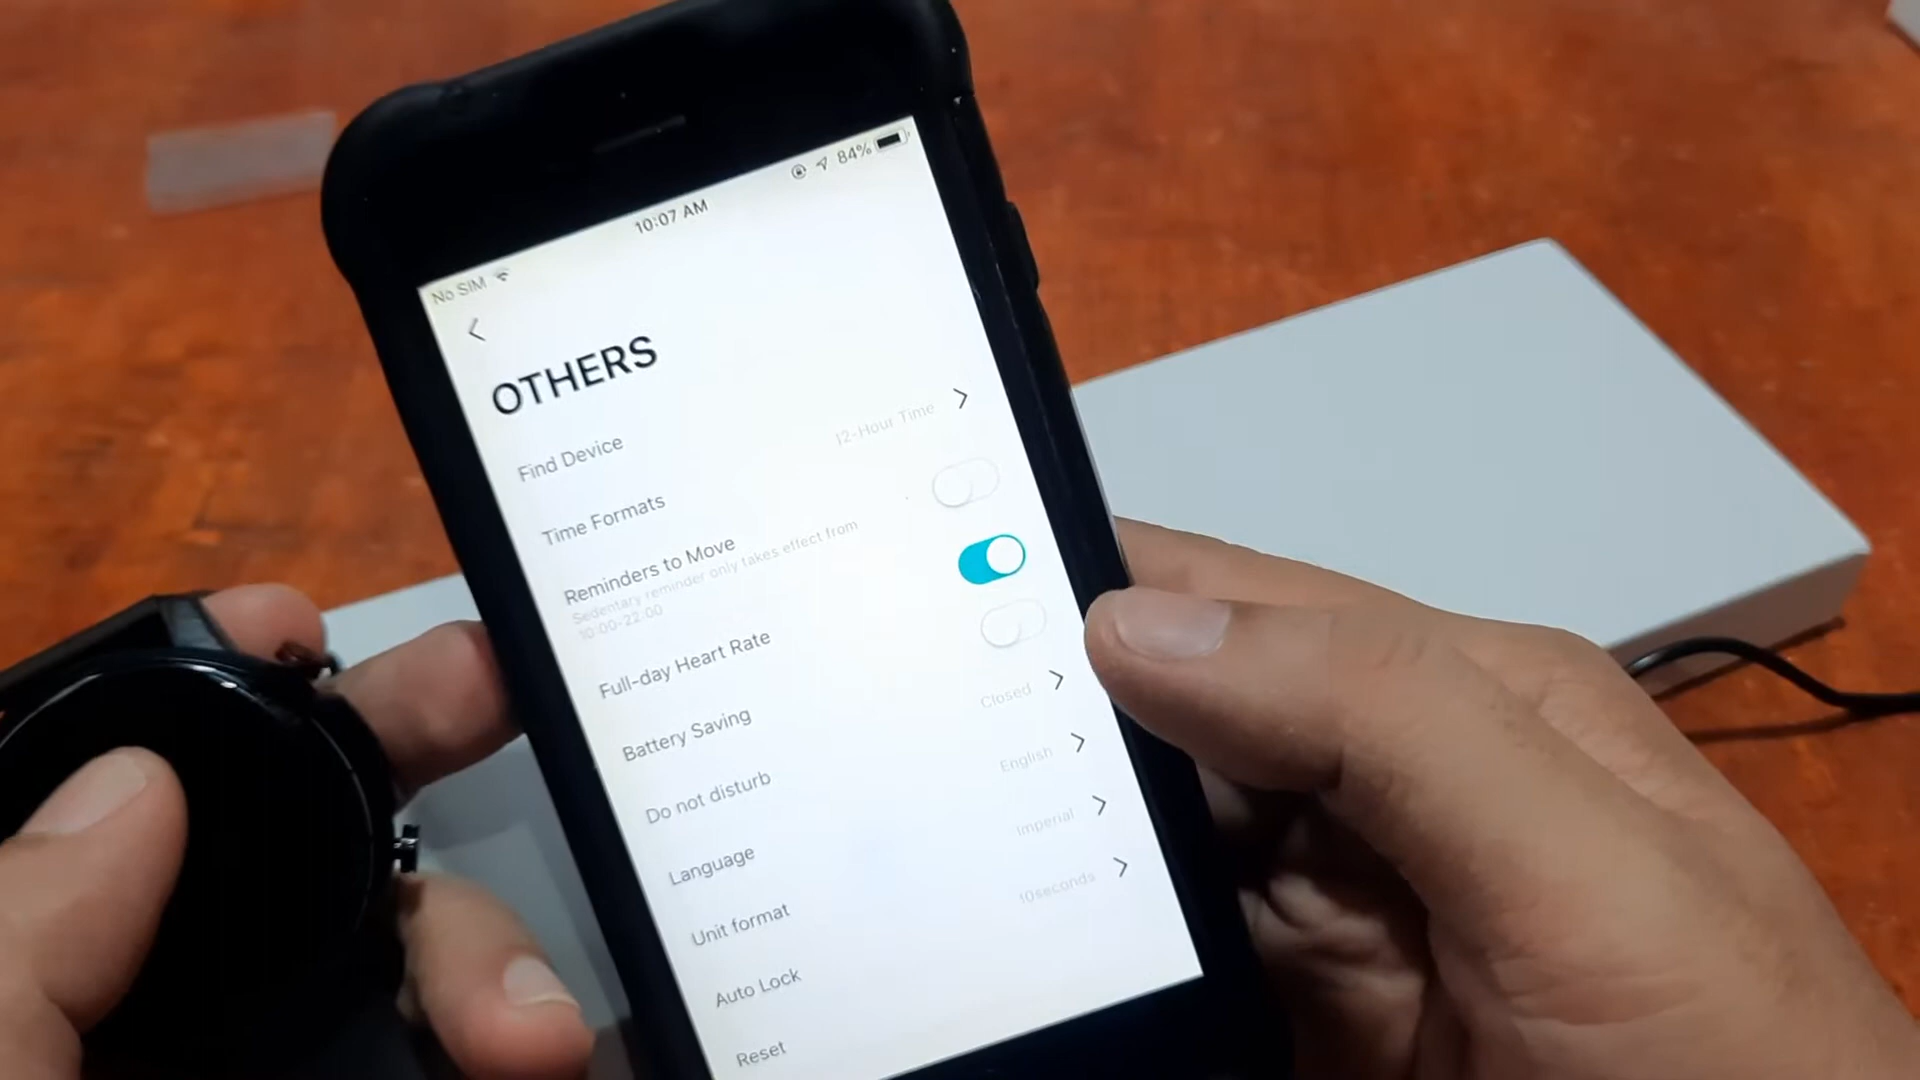 No SIM 10:07 AM 84%
OTHERS
Find Device
Time Formats 12-Hour Time
Reminders to Move
Sedentary reminder only takes effect from
10:00-22:00
Full-day Heart Rate
Battery Saving
Do not disturb Closed
Language English
Unit format Imperial
Auto Lock 10seconds
Reset